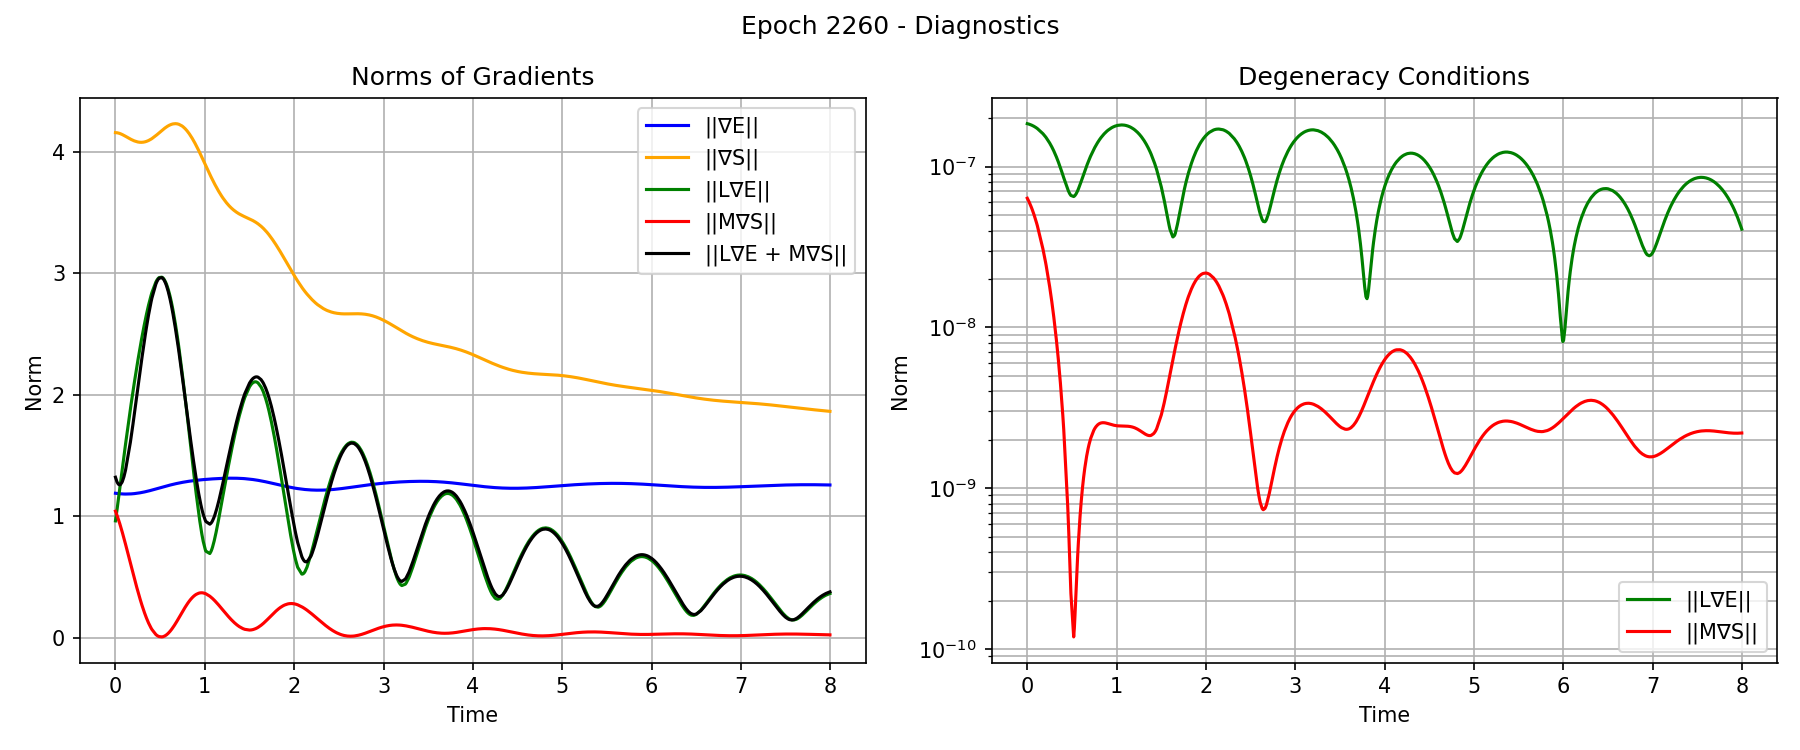 Epoch 2260 - Diagnostics
Norms of Gradients
Norm
4
3
2
1
0
||∇E||
||∇S||
||L∇E||
||M∇S||
||L∇E + M∇S||
0 1 2 3 4 5 6 7 8
Time
Degeneracy Conditions
Norm
10⁻⁷
10⁻⁸
10⁻⁹
10⁻¹⁰
||L∇E||
||M∇S||
0 1 2 3 4 5 6 7 8
Time